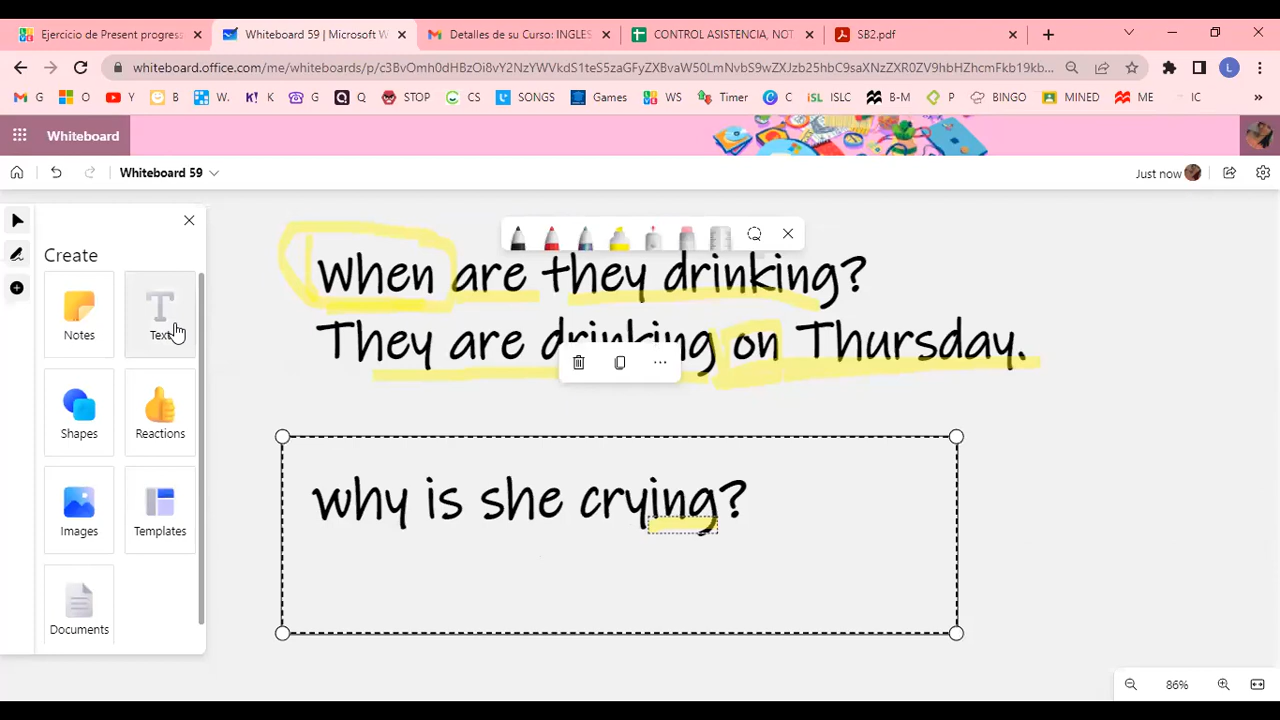 Ejercicio de Present progres
Whiteboard 59 | Microsoft W
Detalles de su Curso: INGLES
CONTROL ASISTENCIA, NOT
SB2.pdf
whiteboard.office.com/me/whiteboards/p/c3BvOmh0dHBzOi8vY2NzYWVkdS1teS5zaGFyZXBvaW50LmNvbS9wZXJzb25hbC9saXNzZXR0ZV9hbHZhcmVuZ2Fkb19kb...
G
O
Y
B
W.
K!
G
Q
STOP
CS
SONGS
Games
WS
Timer
C
ISLC
B-M
P
BINGO
MINED
ME
IC
»
Whiteboard
Whiteboard 59
Just now
Create
Notes
Text
Shapes
Reactions
Images
Templates
Documents
When are they drinking?
They are drinking on Thursday.
why is she crying?
86%